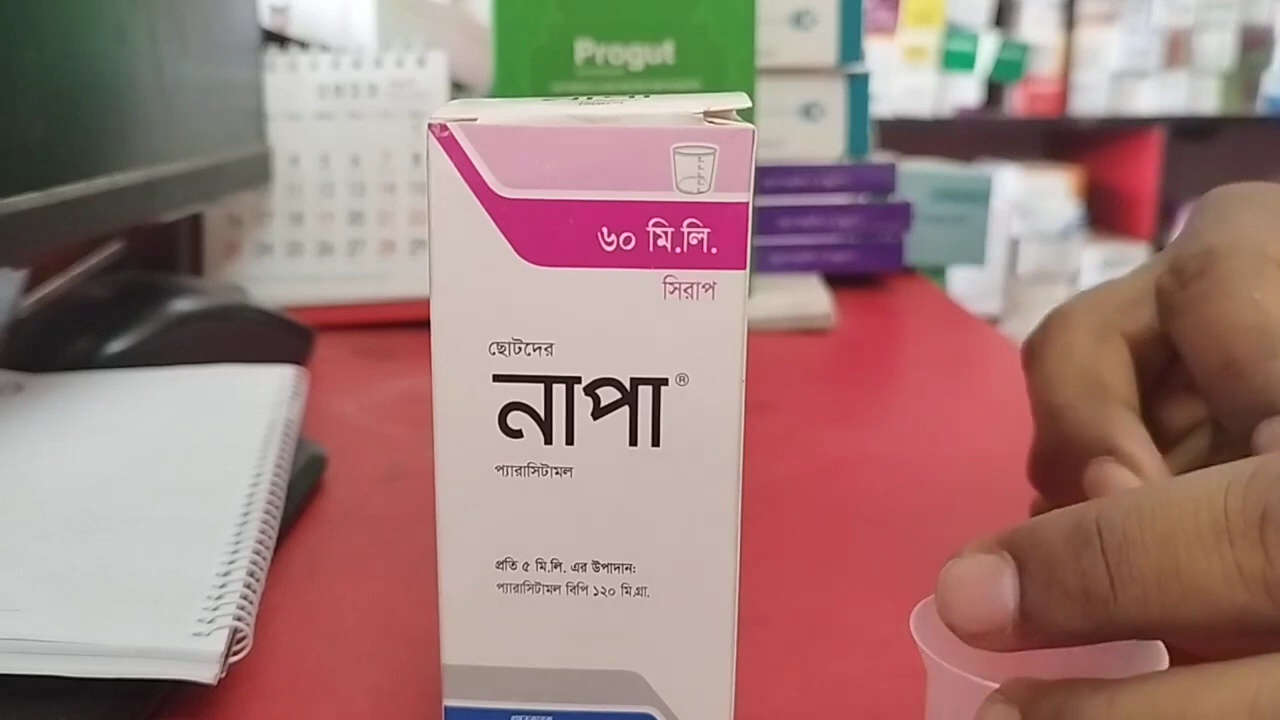 Progut
৬০ মি.লি.
সিরাপ
ছোটদের
নাপা®
প্যারাসিটামল
প্রতি ৫ মি.লি. এর উপাদান:
প্যারাসিটামল বিপি ১২০ মি.গ্রা.